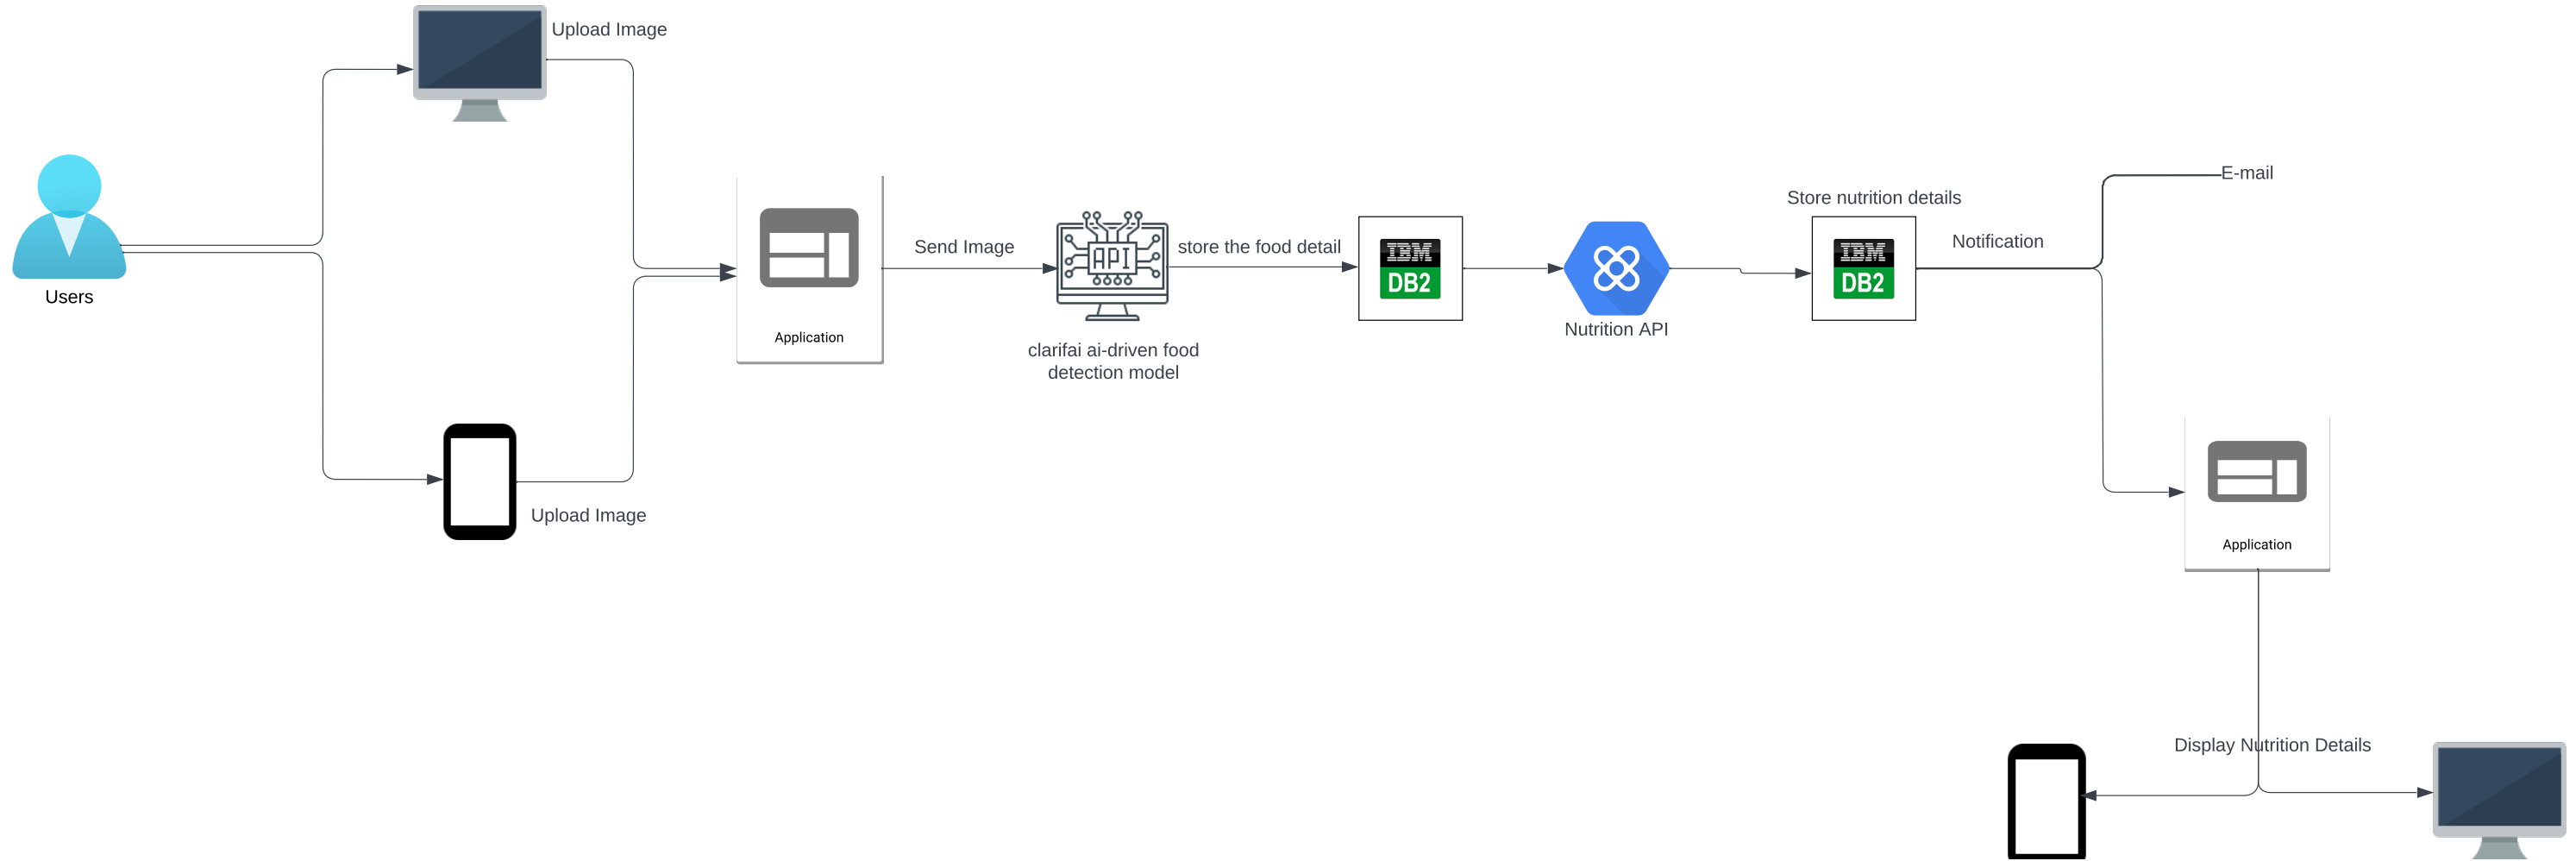 Upload Image
Users
Upload Image
Application
Send Image
API
clarifai ai-driven food
detection model
store the food detail
IBM
DB2
Nutrition API
Store nutrition details
IBM
DB2
Notification
E-mail
Application
Display Nutrition Details